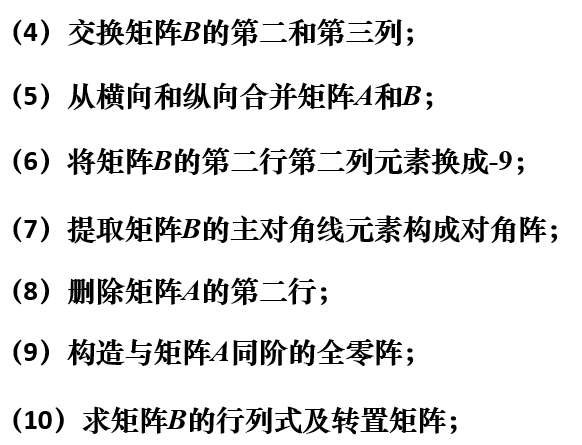 （4）交换矩阵B的第二和第三列；
（5）从横向和纵向合并矩阵A和B；
（6）将矩阵B的第二行第二列元素换成-9；
（7）提取矩阵B的主对角线元素构成对角阵；
（8）删除矩阵A的第二行；
（9）构造与矩阵A同阶的全零阵；
（10）求矩阵B的行列式及转置矩阵；